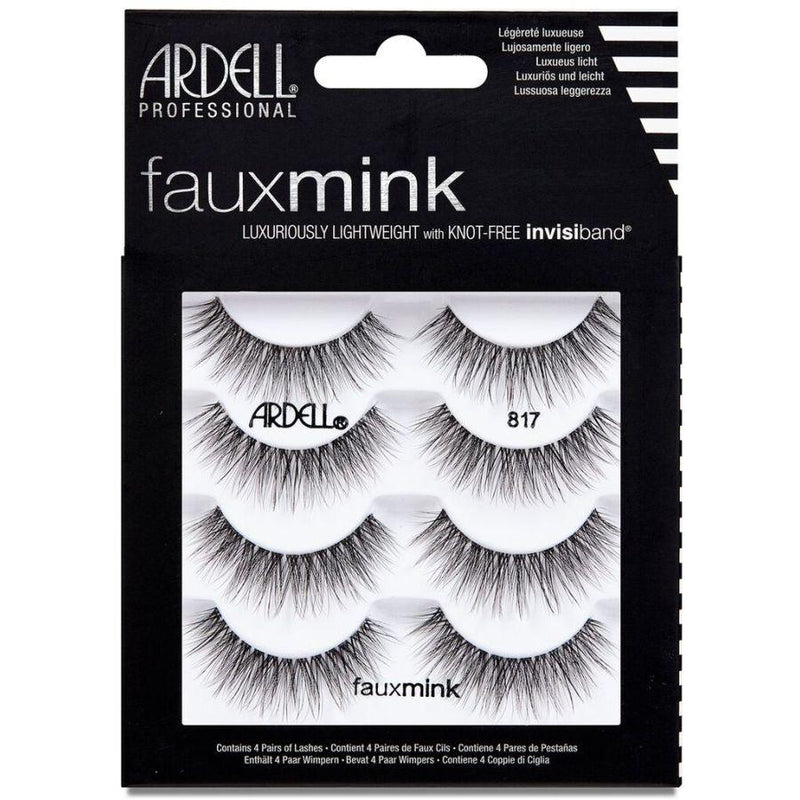 ARDELL®
PROFESSIONAL
Légèreté luxueuse
Lujosamente ligero
Luxueus licht
Luxuriös und leicht
Lussuosa leggerezza
fauxmink
LUXURIOUSLY LIGHTWEIGHT with KNOT-FREE invisiband®
ARDELL®
817
fauxmink
Contains 4 Pairs of Lashes • Contient 4 Paires de Faux Cils • Contiene 4 Pares de Pestañas
Enthält 4 Paar Wimpern • Bevat 4 Paar Wimpers • Contiene 4 Coppie di Ciglia